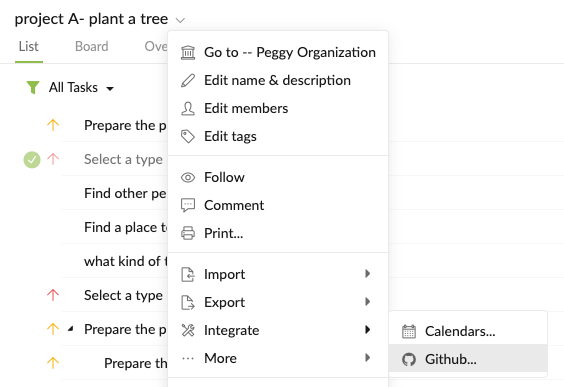 project A- plant a tree
List Board Ove
Go to -- Peggy Organization
Edit name & description
Edit members
Edit tags
Follow
Comment
Print...
Import
Export
Integrate
More
Calendars...
Github...
All Tasks
Prepare the p
Select a type
Find other pe
Find a place to
what kind of t
Select a type
Prepare the p
Prepare the